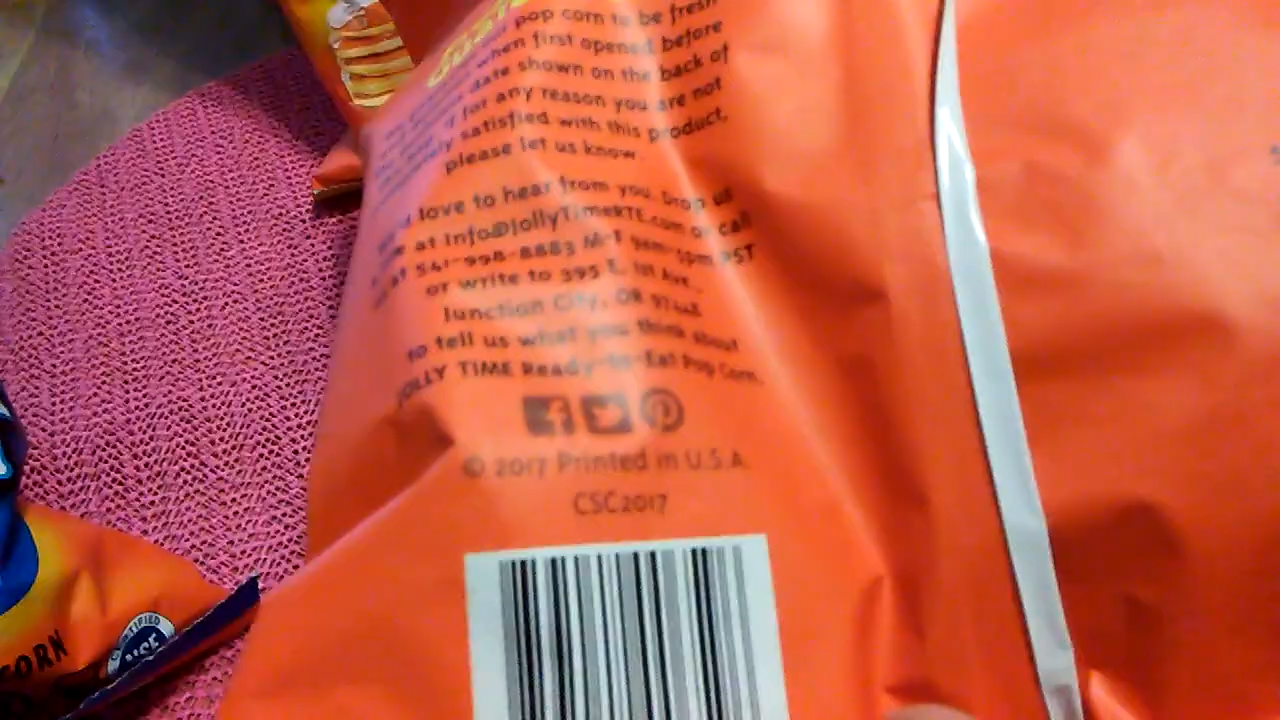 pop corn to be fresh
when first opened before
date shown on the back of
for any reason you are not
satisfied with this product,
please let us know.
love to hear from you. Drop us
at Info@JollyTimeRTE.com or call
at 541-998-8883 M-F 9am-5pm PST
or write to 395 E. 1st Ave.
Junction City, OR
to tell us what you think about
JOLLY TIME Ready-to-Eat Pop Corn.
© 2017 Printed in U.S.A.
CSC2017
CORN
CERTIFIED